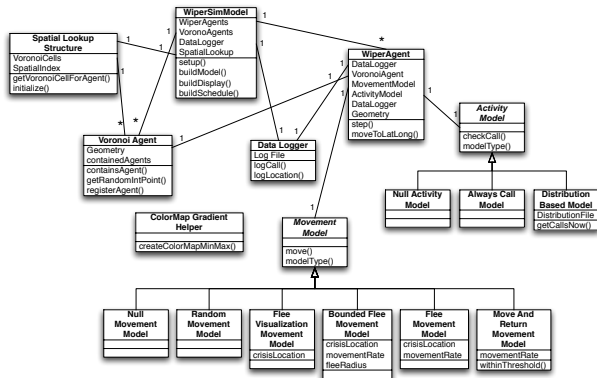 WiperSimModel
WiperAgents
VoronoAgents
DataLogger
SpatialLookup
setup()
buildModel()
buildDisplay()
buildSchedule()
Spatial Lookup
Structure
VoronoiCells
SpatialIndex
getVoronoiCellForAgent()
initialize()
WiperAgent
DataLogger
VoronoiAgent
MovementModel
ActivityModel
DataLogger
Geometry
step()
moveToLatLong()
Activity
Model
checkCall()
modelType()
Voronoi Agent
Geometry
containedAgents
containsAgent()
getRandomIntPoint()
registerAgent()
Data Logger
Log File
logCall()
logLocation()
Null Activity
Model
Always Call
Model
Distribution
Based Model
DistributionFile
getCallsNow()
ColorMap Gradient
Helper
createColorMapMinMax()
Movement
Model
move()
modelType()
Null
Movement
Model
Random
Movement
Model
Flee
Visualization
Movement
Model
crisisLocation
Bounded Flee
Movement
Model
crisisLocation
movementRate
fleeRadius
Flee
Movement
Model
crisisLocation
movementRate
Move And
Return
Movement
Model
movementRate
withinThreshold()
1
1
1
1
1
*
*
*
1
1
1
1
1
1
1
1
1